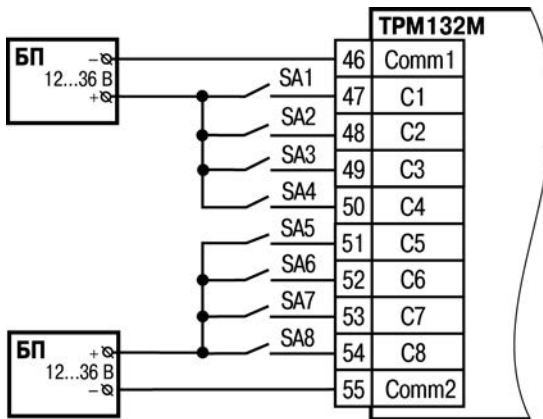 ТРМ132М
БП
12...36 В
–
+
46 Comm1
SA1 47 C1
SA2 48 C2
SA3 49 C3
SA4 50 C4
SA5 51 C5
SA6 52 C6
SA7 53 C7
SA8 54 C8
БП
12...36 В
+
–
55 Comm2